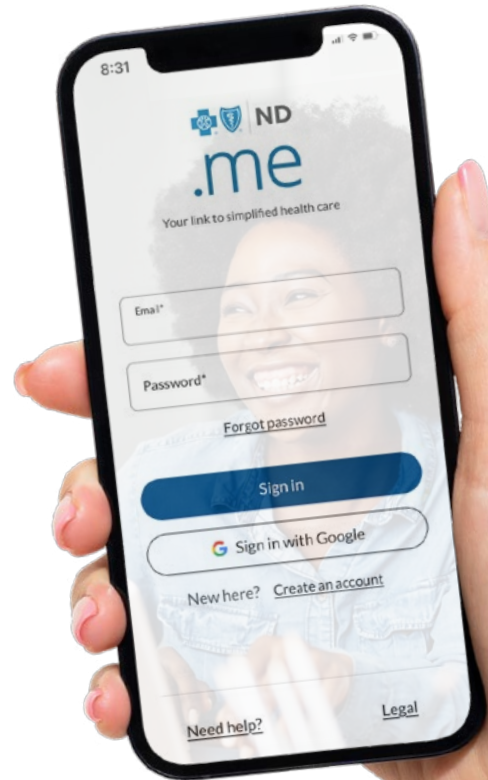 8:31
ND
.me
Your link to simplified health care
Email*
Password*
Forgot password
Sign in
G Sign in with Google
New here? Create an account
Need help? Legal